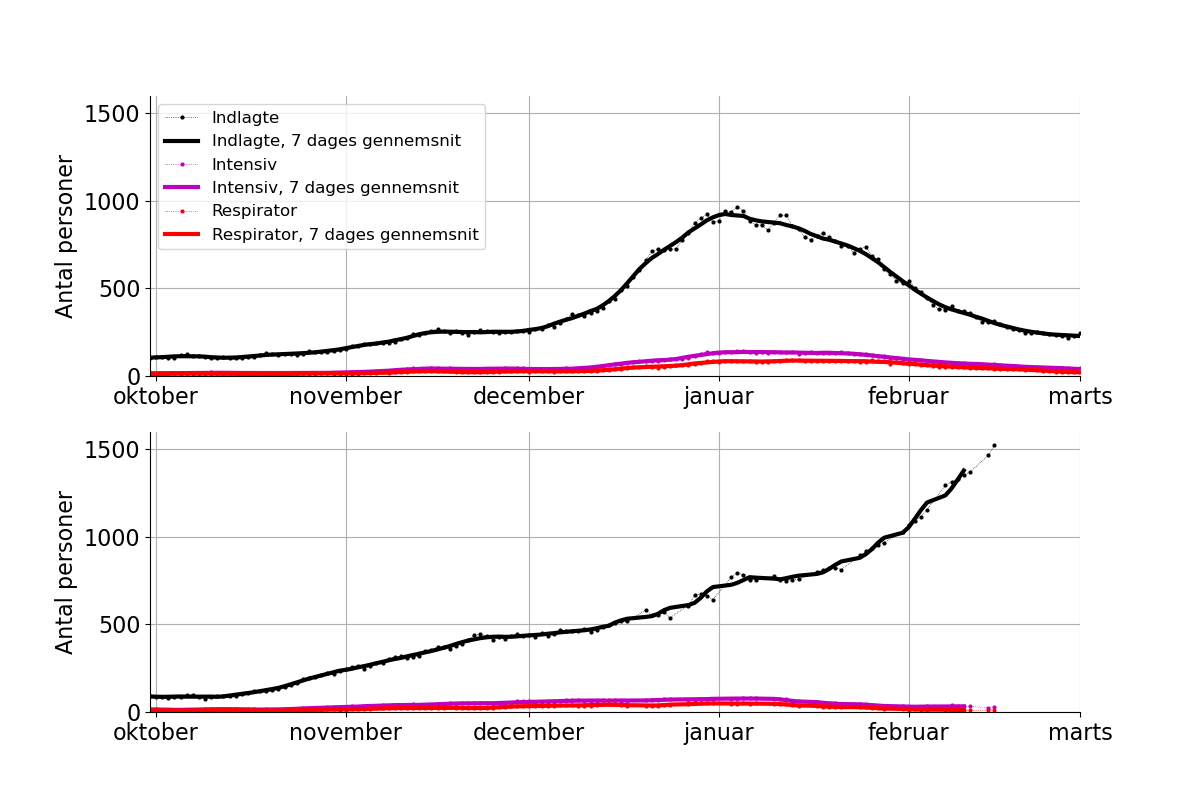 1500
1000
500
0
Antal personer
Indlagte
Indlagte, 7 dages gennemsnit
Intensiv
Intensiv, 7 dages gennemsnit
Respirator
Respirator, 7 dages gennemsnit
oktober november december januar februar marts
1500
1000
500
0
Antal personer
oktober november december januar februar marts